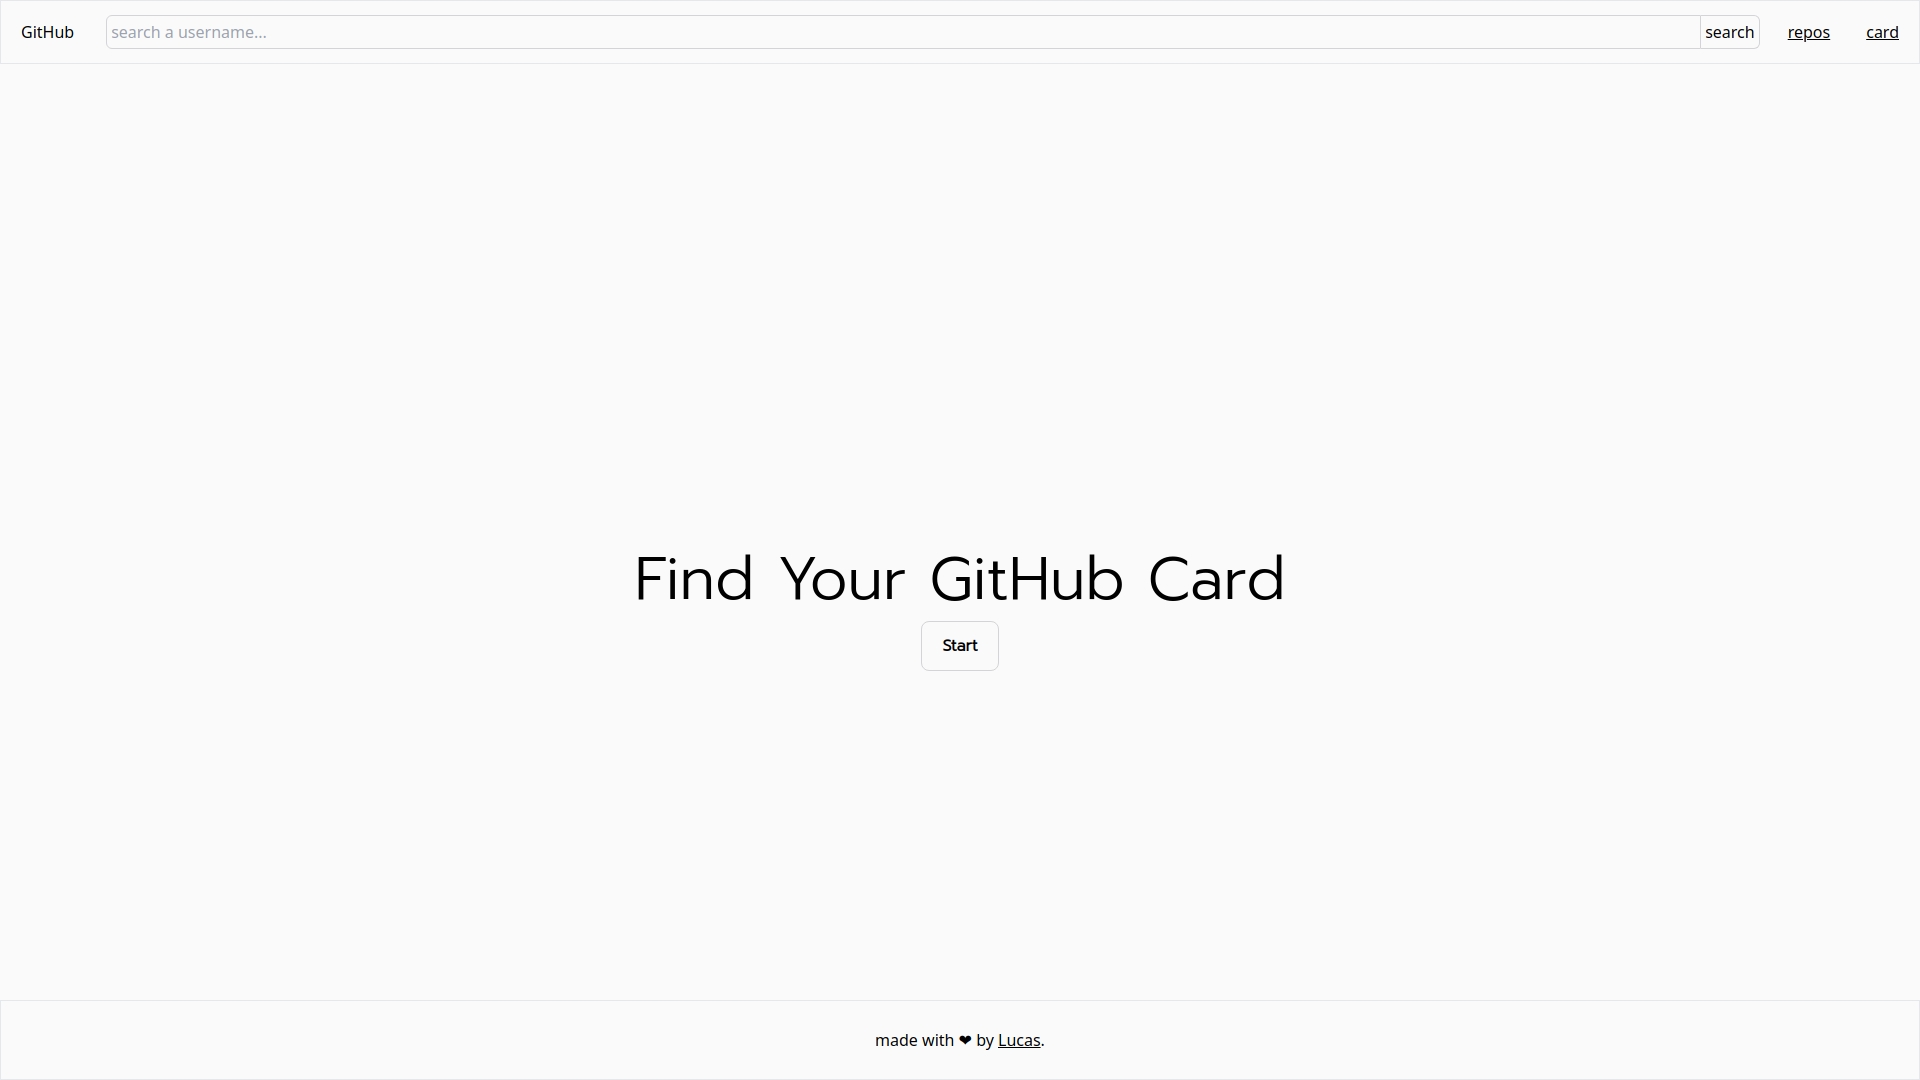 GitHub search a username... search repos card
Find Your GitHub Card
Start
made with ❤ by Lucas.